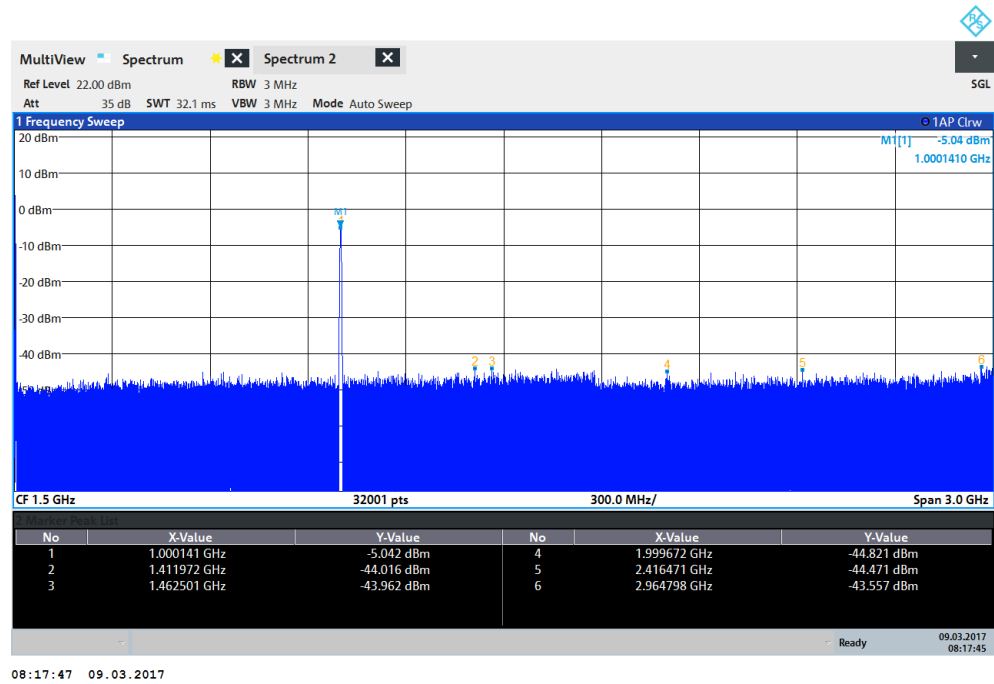 R&S
MultiView Spectrum Spectrum 2
Ref Level 22.00 dBm RBW 3 MHz SGL
Att 35 dB SWT 32.1 ms VBW 3 MHz Mode Auto Sweep
1 Frequency Sweep 1AP Clrw
20 dBm M1[1] -5.04 dBm
1.0001410 GHz
10 dBm
0 dBm M1
1
-10 dBm
-20 dBm
-30 dBm
-40 dBm 2 3 4 5 6
CF 1.5 GHz 32001 pts 300.0 MHz/ Span 3.0 GHz
2 Marker Peak List
No X-Value Y-Value No X-Value Y-Value
1 1.000141 GHz -5.042 dBm 4 1.999672 GHz -44.821 dBm
2 1.411972 GHz -44.016 dBm 5 2.416471 GHz -44.471 dBm
3 1.462501 GHz -43.962 dBm 6 2.964798 GHz -43.557 dBm
Ready 09.03.2017
08:17:45
08:17:47 09.03.2017